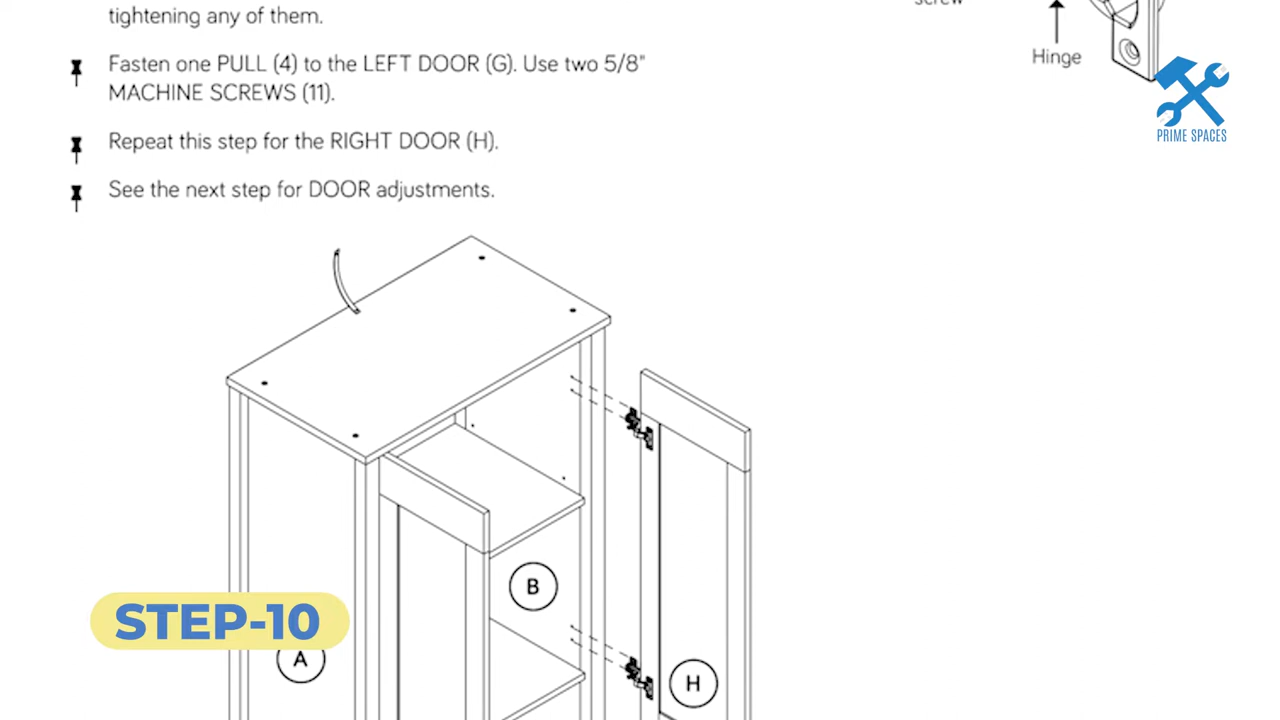 tightening any of them.
screw
Fasten one PULL (4) to the LEFT DOOR (G). Use two 5/8"
MACHINE SCREWS (11).
Hinge
PRIME SPACES
Repeat this step for the RIGHT DOOR (H).
See the next step for DOOR adjustments.
B
STEP-10
A
H